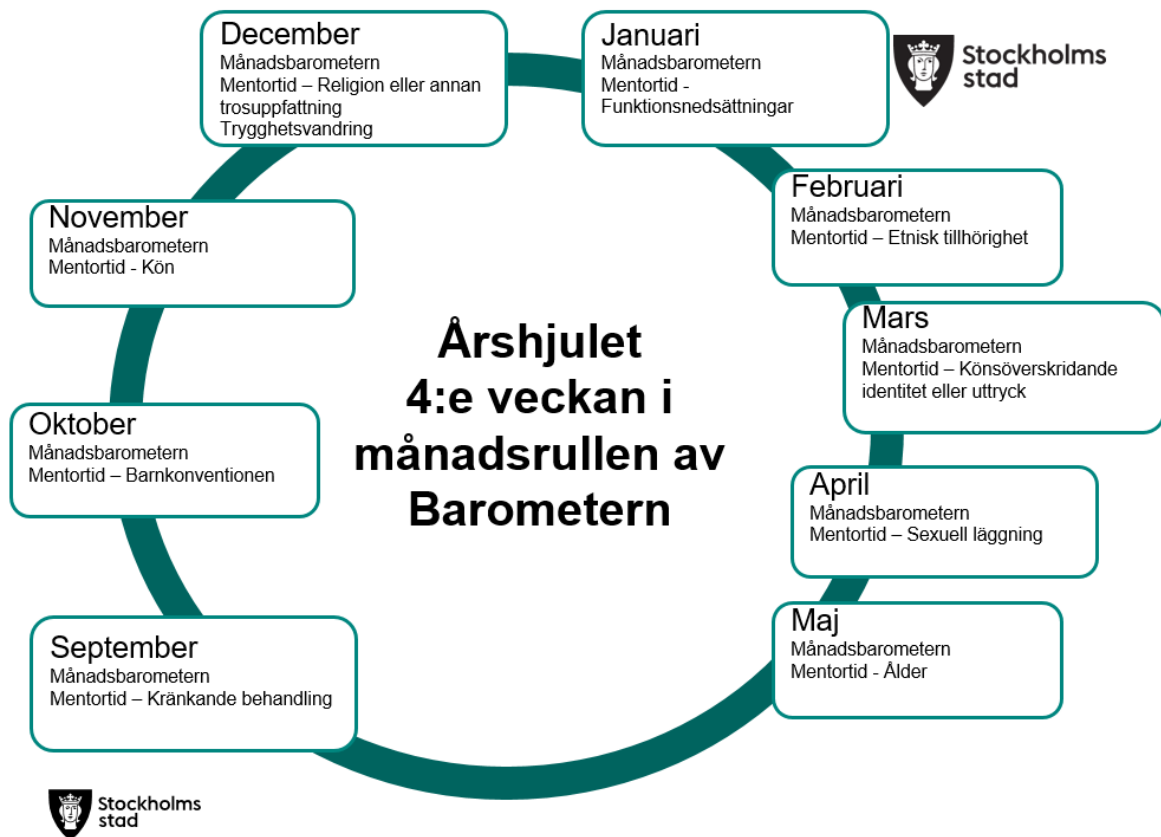 December
Månadsbarometern
Mentortid – Religion eller annan
trosuppfattning
Trygghetsvandring
Januari
Månadsbarometern
Mentortid -
Funktionsnedsättningar
Stockholms
stad
Februari
Månadsbarometern
Mentortid – Etnisk tillhörighet
November
Månadsbarometern
Mentortid - Kön
Mars
Månadsbarometern
Mentortid – Könsöverskridande
identitet eller uttryck
Årshjulet
4:e veckan i
månadsrullen av
Barometern
Oktober
Månadsbarometern
Mentortid – Barnkonventionen
April
Månadsbarometern
Mentortid – Sexuell läggning
Maj
Månadsbarometern
Mentortid - Ålder
September
Månadsbarometern
Mentortid – Kränkande behandling
Stockholms
stad